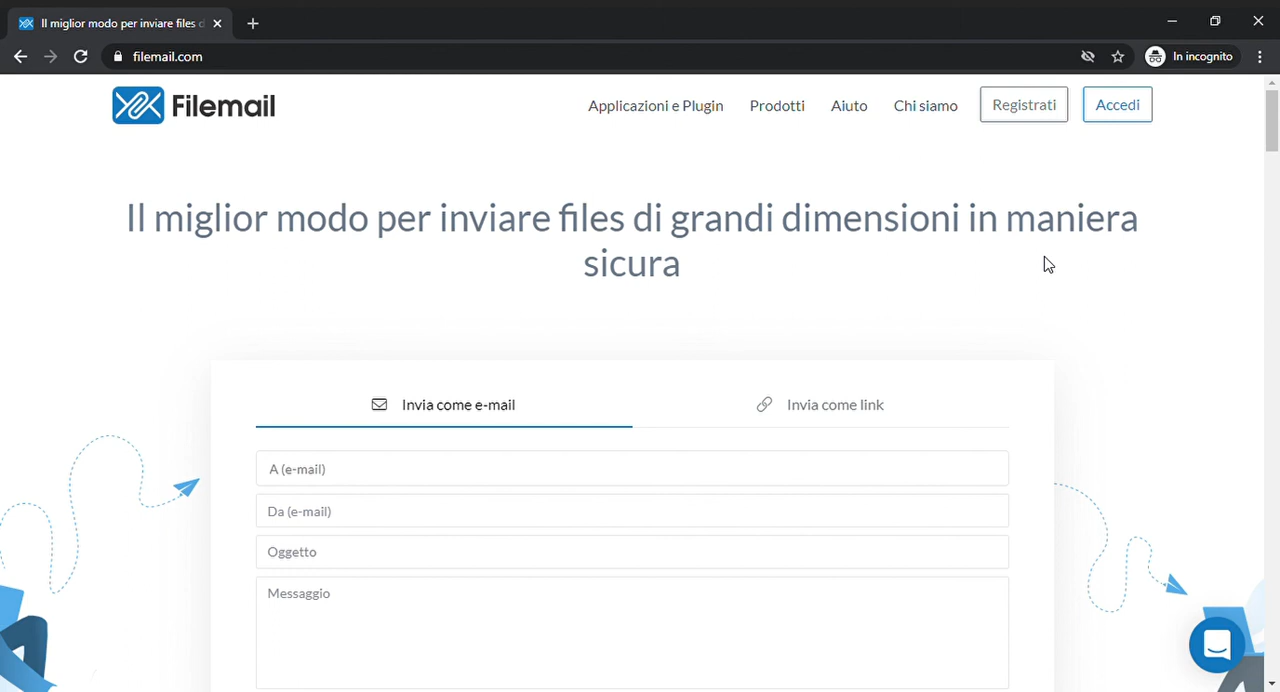 Il miglior modo per inviare files d
filemail.com
In incognito
Filemail
Applicazioni e Plugin
Prodotti
Aiuto
Chi siamo
Registrati
Accedi
Il miglior modo per inviare files di grandi dimensioni in maniera
sicura
Invia come e-mail
Invia come link
A (e-mail)
Da (e-mail)
Oggetto
Messaggio